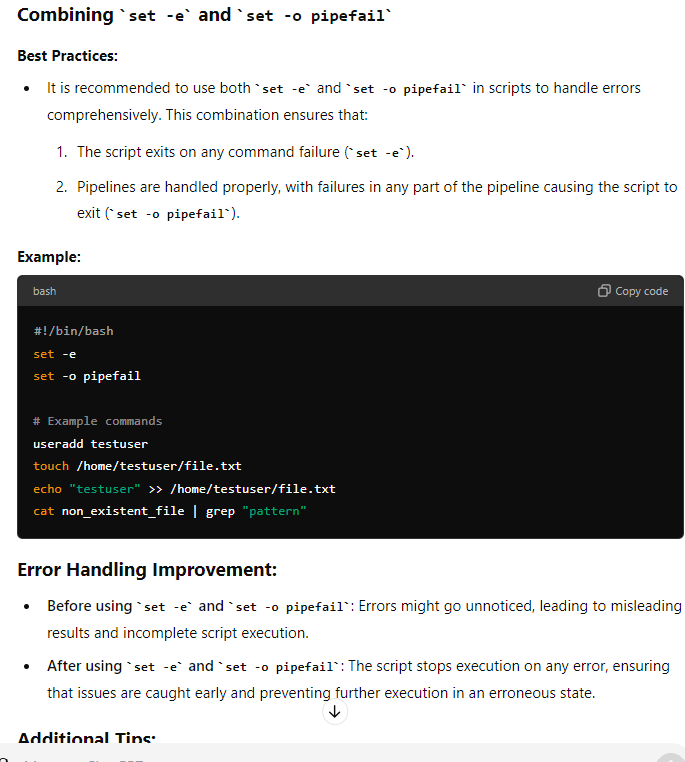 Combining `set -e` and `set -o pipefail`
Best Practices:
• It is recommended to use both `set -e` and `set -o pipefail` in scripts to handle errors
comprehensively. This combination ensures that:
1. The script exits on any command failure (`set -e`).
2. Pipelines are handled properly, with failures in any part of the pipeline causing the script to
exit (`set -o pipefail`).
Example:
bash Copy code
#!/bin/bash
set -e
set -o pipefail
# Example commands
useradd testuser
touch /home/testuser/file.txt
echo "testuser" >> /home/testuser/file.txt
cat non_existent_file | grep "pattern"
Error Handling Improvement:
• Before using `set -e` and `set -o pipefail`: Errors might go unnoticed, leading to misleading
results and incomplete script execution.
• After using `set -e` and `set -o pipefail`: The script stops execution on any error, ensuring
that issues are caught early and preventing further execution in an erroneous state.
Additional Tips: